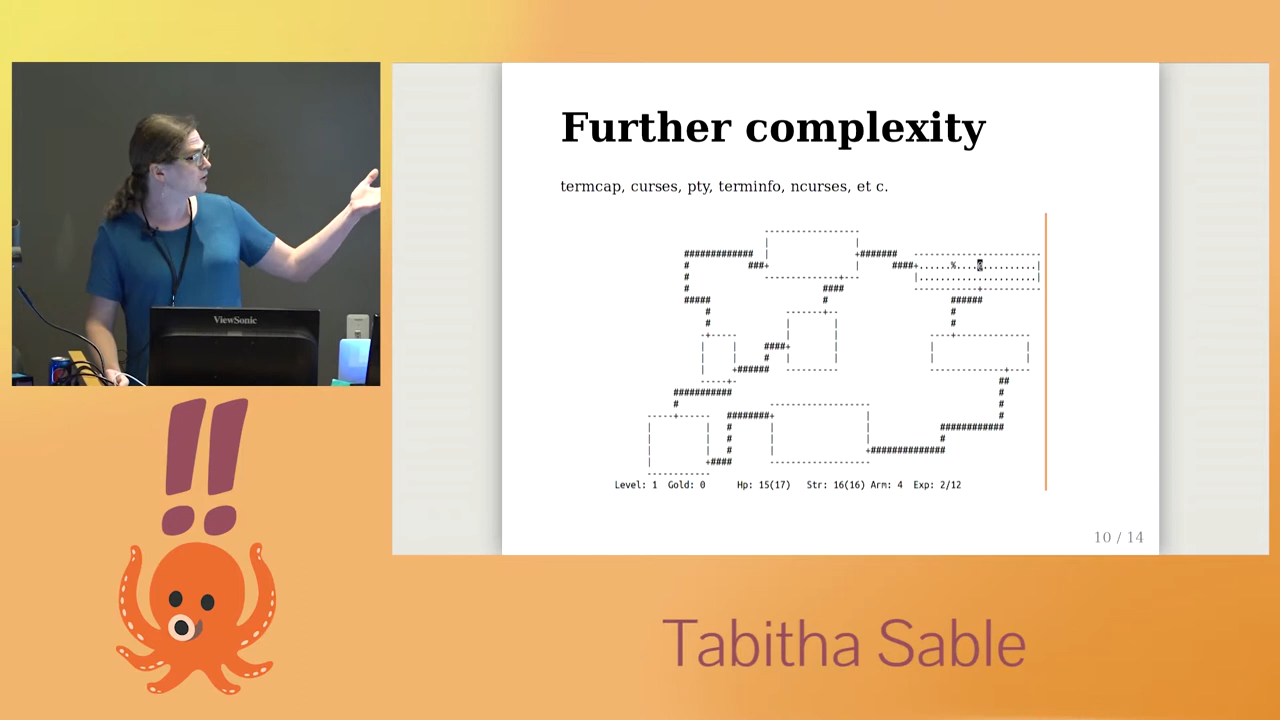 Further complexity
termcap, curses, pty, terminfo, ncurses, et c.
Level: 1 Gold: 0 Hp: 15(17) Str: 16(16) Arm: 4 Exp: 2/12
10 / 14
ViewSonic
!!
Tabitha Sable